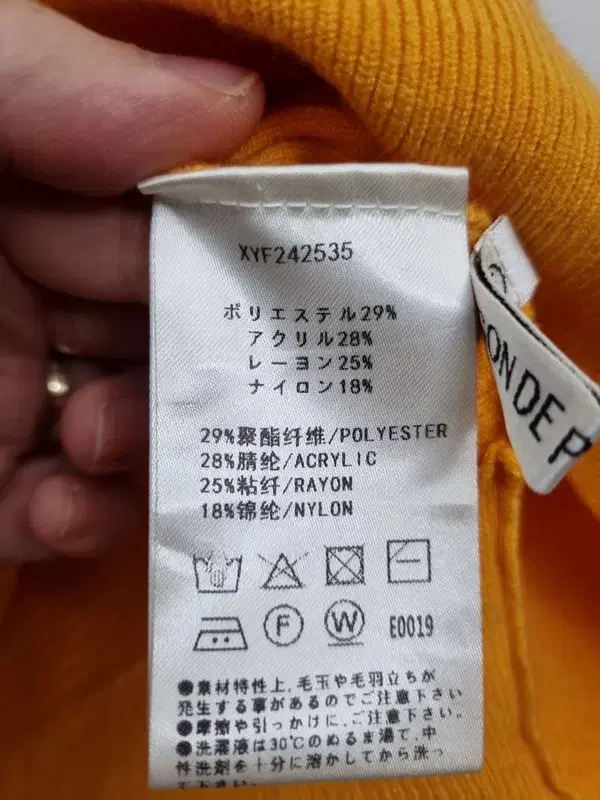 XYF242535
ポリエステル29%
アクリル28%
レーヨン25%
ナイロン18%
29%聚酯纤维/POLYESTER
28%腈纶/ACRYLIC
25%粘纤/RAYON
18%锦纶/NYLON
F
W
E0019
●素材特性上,毛玉や毛羽立ちが
発生する事があるのでご注意下さい
●摩擦や引っかけに、ご注意下さい
●洗濯液は30℃のぬるま湯で、中
性洗剤を十分に溶かしてから洗っ
ON DE P